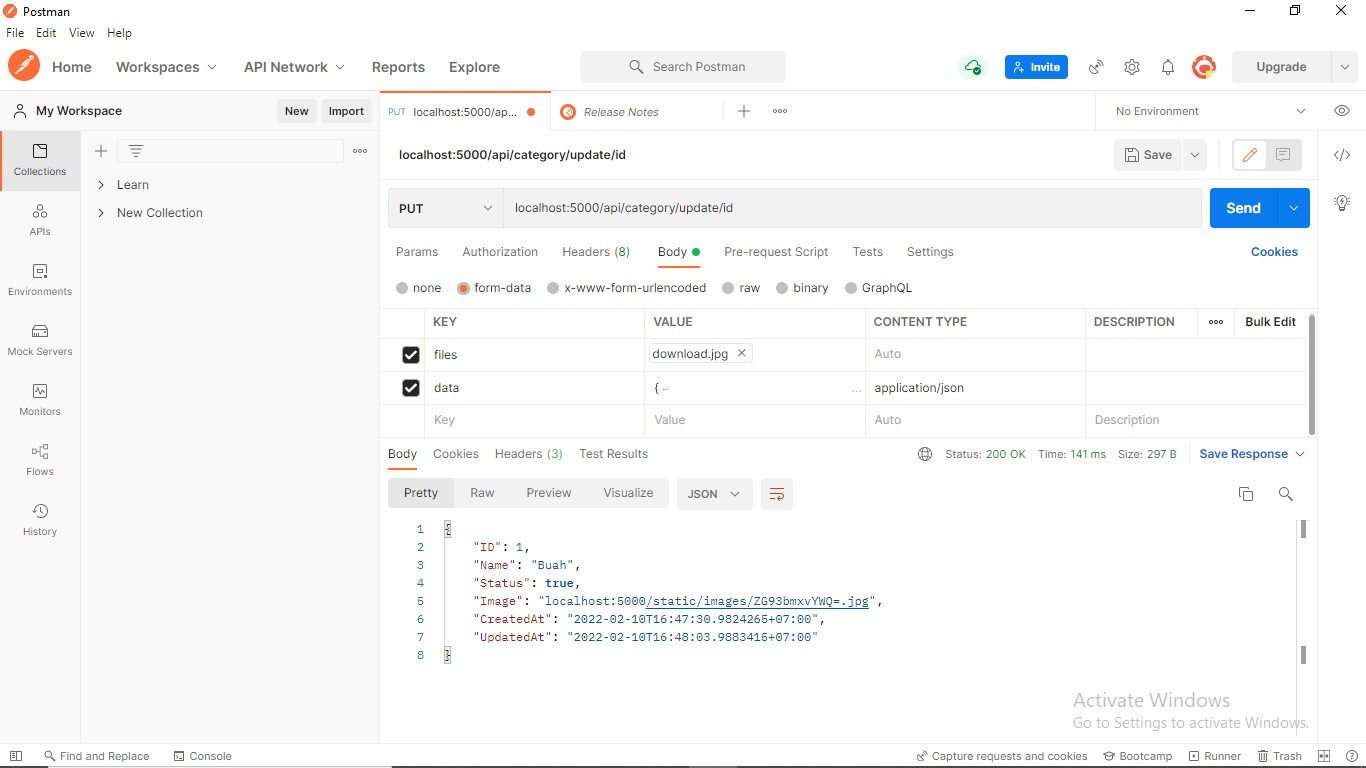 Postman
File Edit View Help
Home Workspaces API Network Reports Explore Search Postman Invite Upgrade
My Workspace New Import
PUT localhost:5000/ap... Release Notes No Environment
Collections
APIs
Environments
Mock Servers
Monitors
Flows
History
Learn
New Collection
localhost:5000/api/category/update/id Save
PUT localhost:5000/api/category/update/id Send
Params Authorization Headers (8) Body Pre-request Script Tests Settings Cookies
none form-data x-www-form-urlencoded raw binary GraphQL
KEY VALUE CONTENT TYPE DESCRIPTION Bulk Edit
files download.jpg Auto
data { ... application/json
Key Value Auto Description
Body Cookies Headers (3) Test Results Status: 200 OK Time: 141 ms Size: 297 B Save Response
Pretty Raw Preview Visualize JSON
1 {
2 "ID": 1,
3 "Name": "Buah",
4 "Status": true,
5 "Image": "localhost:5000/static/images/ZG93bmxvYWQ=.jpg",
6 "CreatedAt": "2022-02-10T16:47:30.9824265+07:00",
7 "UpdatedAt": "2022-02-10T16:48:03.9883415+07:00"
8 }
Activate Windows
Go to Settings to activate Windows.
Find and Replace Console Capture requests and cookies Bootcamp Runner Trash